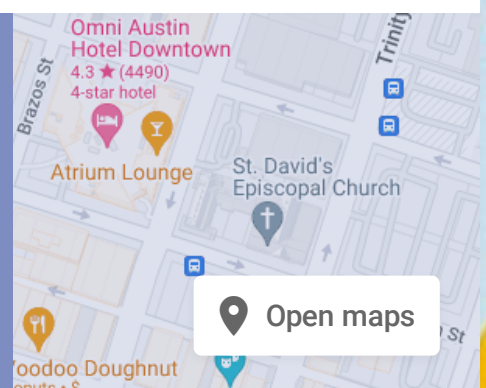 Omni Austin
Hotel Downtown
4.3 ★ (4490)
4-star hotel
Trinity
Brazos St
Atrium Lounge
St. David's
Episcopal Church
Open maps
St
oodoo Doughnut